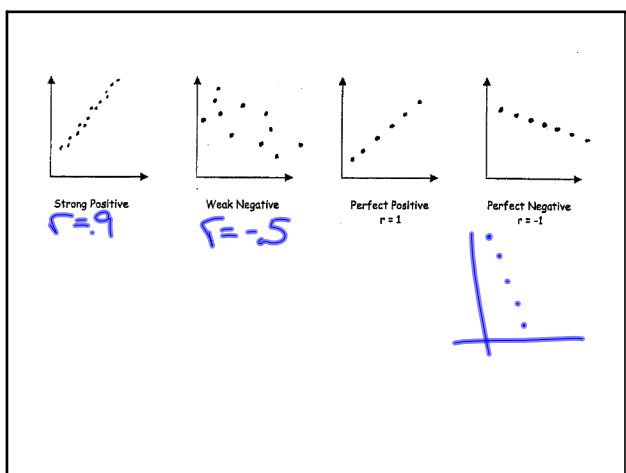 Strong Positive
r=.9
Weak Negative
r=-.5
Perfect Positive
r = 1
Perfect Negative
r = -1